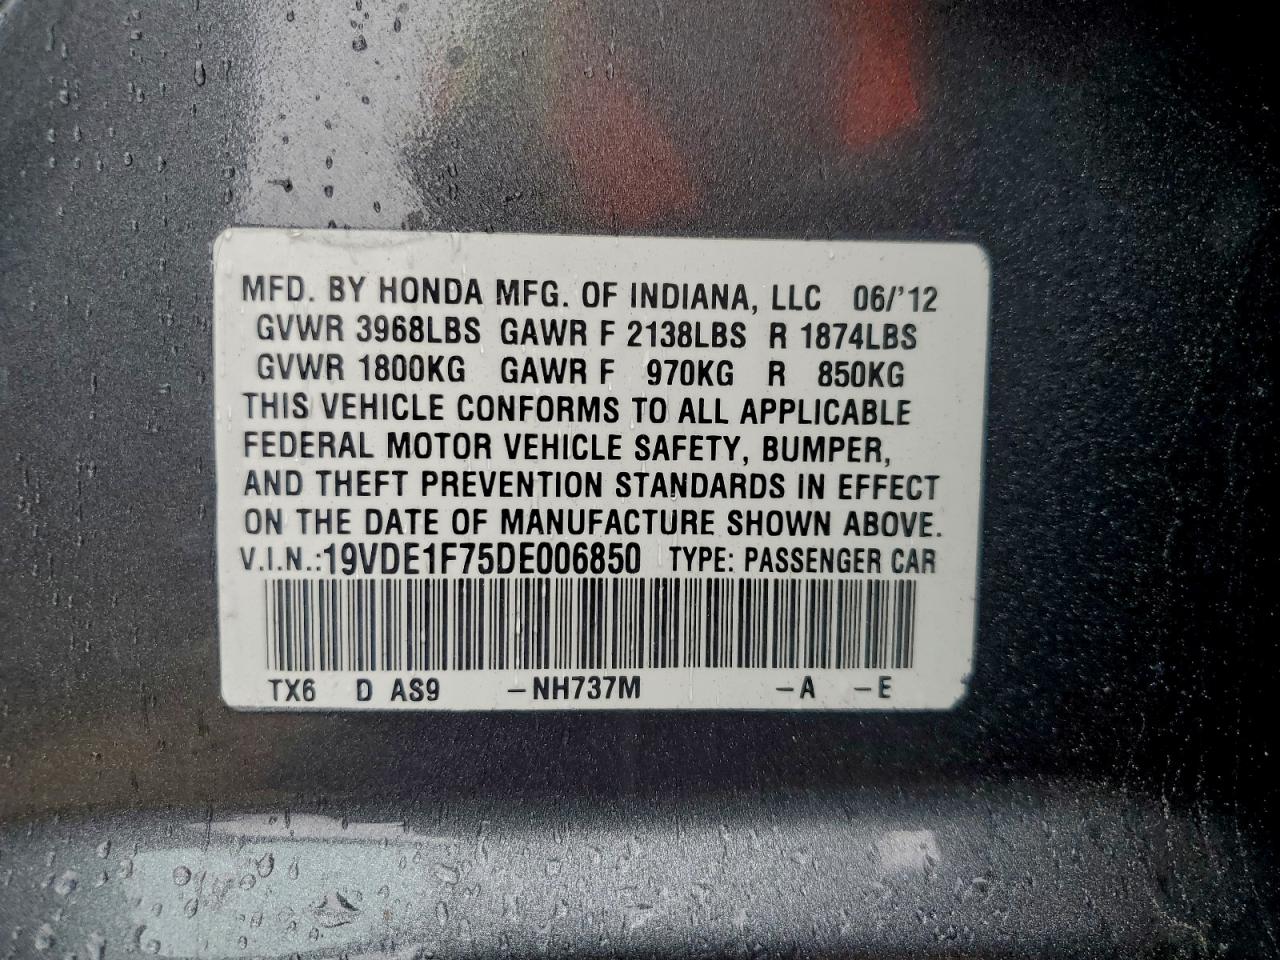 MFD. BY HONDA MFG. OF INDIANA, LLC 06/'12
GVWR 3968LBS GAWR F 2138LBS R 1874LBS
GVWR 1800KG GAWR F 970KG R 850KG
THIS VEHICLE CONFORMS TO ALL APPLICABLE
FEDERAL MOTOR VEHICLE SAFETY, BUMPER,
AND THEFT PREVENTION STANDARDS IN EFFECT
ON THE DATE OF MANUFACTURE SHOWN ABOVE.
V.I.N.:19VDE1F75DE006850 TYPE: PASSENGER CAR
TX6 D AS9 -NH737M -A -E